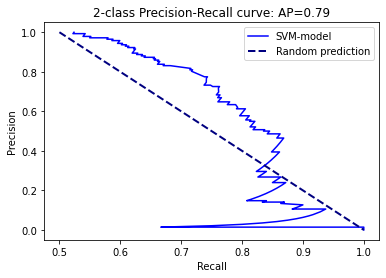 2-class Precision-Recall curve: AP=0.79
SVM-model
Random prediction
Precision
1.0
0.8
0.6
0.4
0.2
0.0
0.5
0.6
0.7
0.8
0.9
1.0
Recall